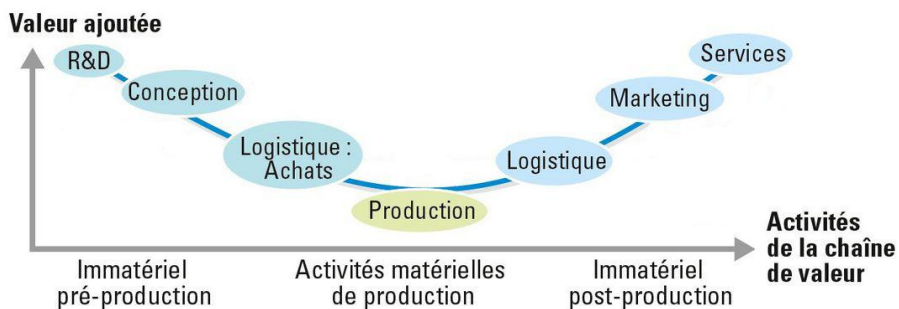 Valeur ajoutée
R&D
Services
Conception
Marketing
Logistique :
Achats
Logistique
Production
Activités
de la chaîne
de valeur
Immatériel
pré-production
Activités matérielles
de production
Immatériel
post-production